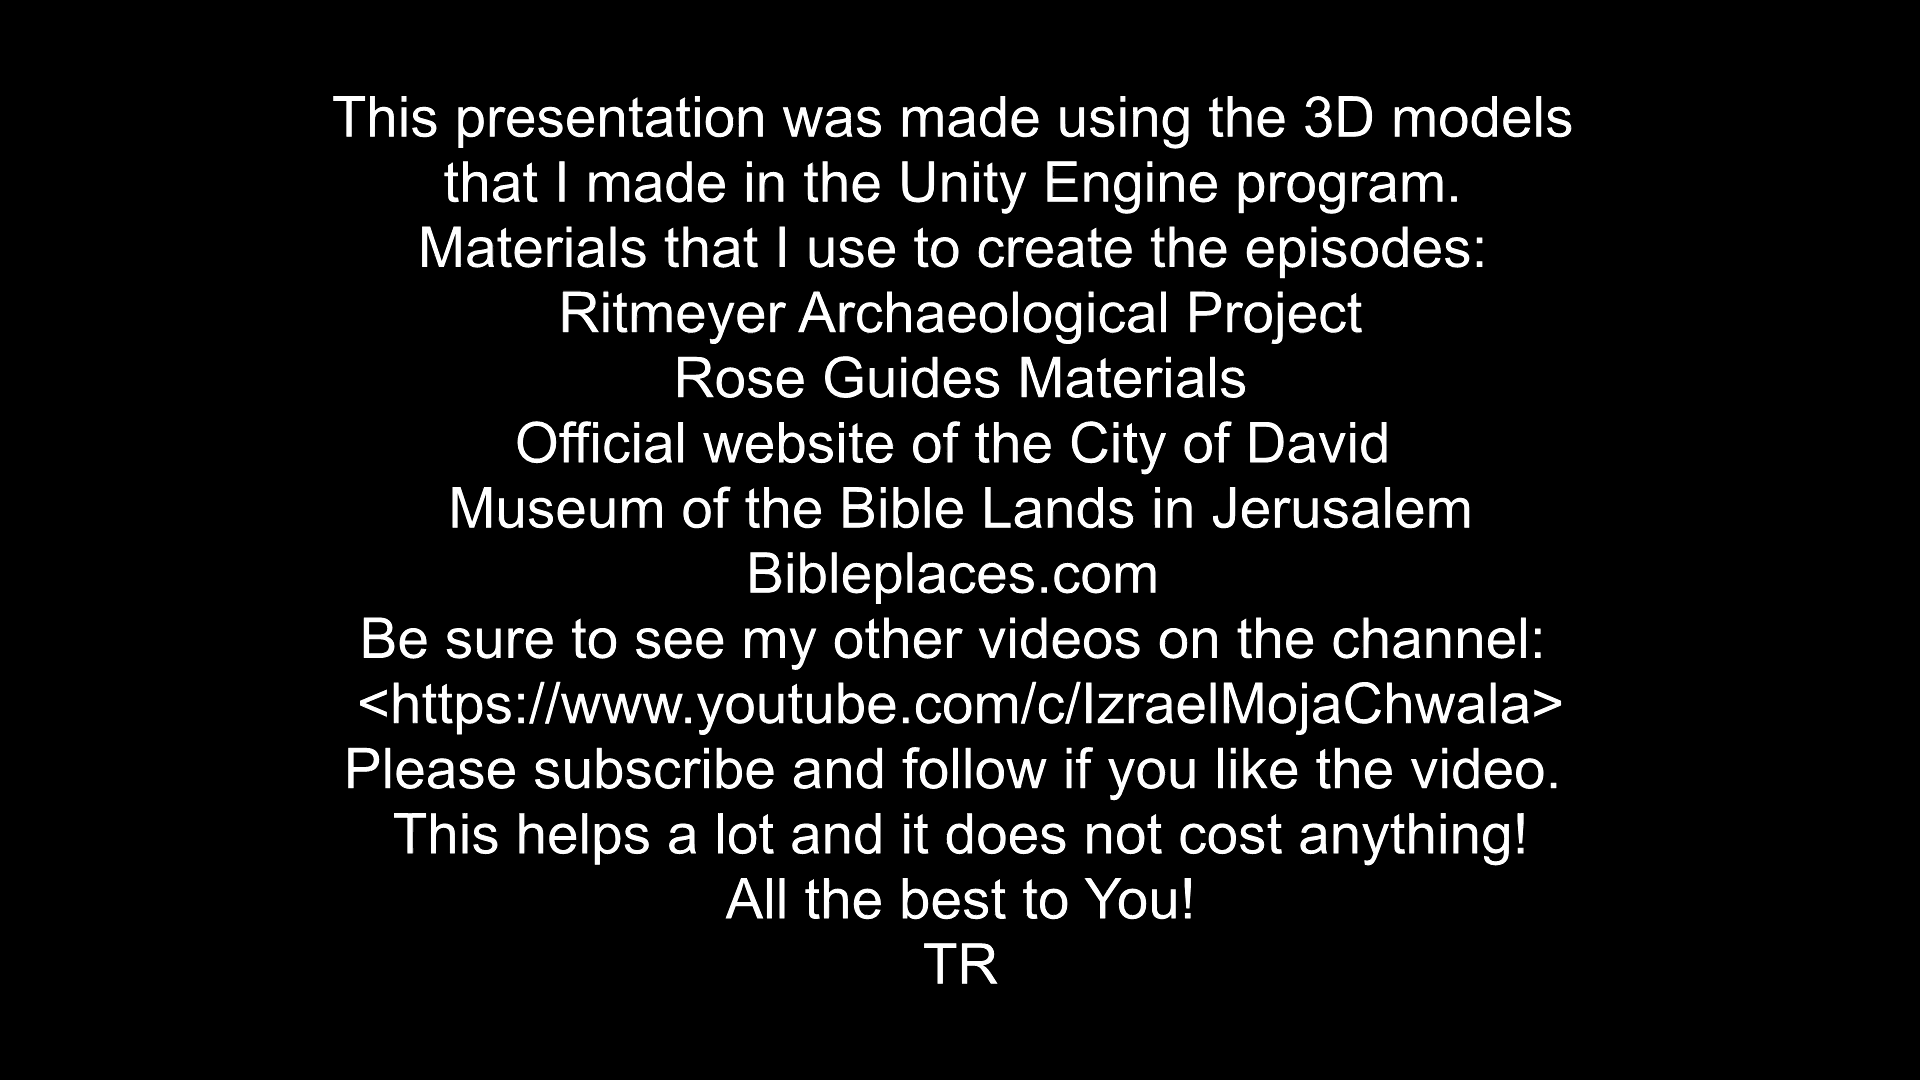 This presentation was made using the 3D models
that I made in the Unity Engine program.
Materials that I use to create the episodes:
Ritmeyer Archaeological Project
Rose Guides Materials
Official website of the City of David
Museum of the Bible Lands in Jerusalem
Bibleplaces.com
Be sure to see my other videos on the channel:
<https://www.youtube.com/c/IzraelMojaChwala>
Please subscribe and follow if you like the video.
This helps a lot and it does not cost anything!
All the best to You!
TR